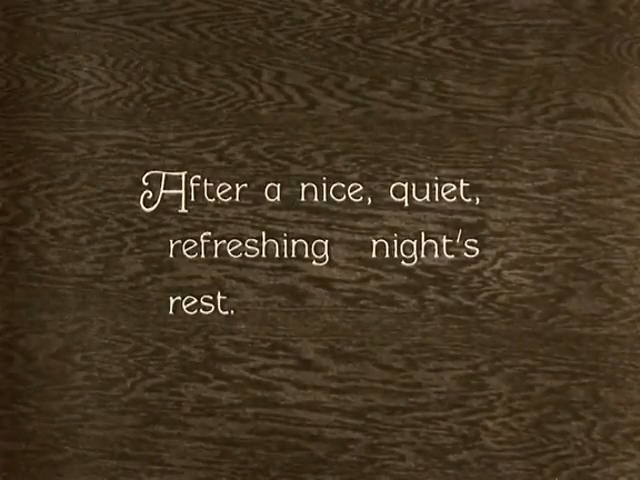 After a nice, quiet,
refreshing night's
rest.